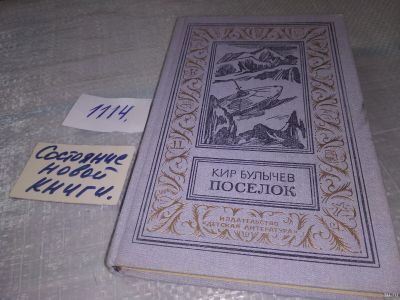 1114.
Состояние
новой
книги.
КИР БУЛЫЧЕВ
ПОСЕЛОК
ИЗДАТЕЛЬСТВО
«ДЕТСКАЯ ЛИТЕРАТУРА»